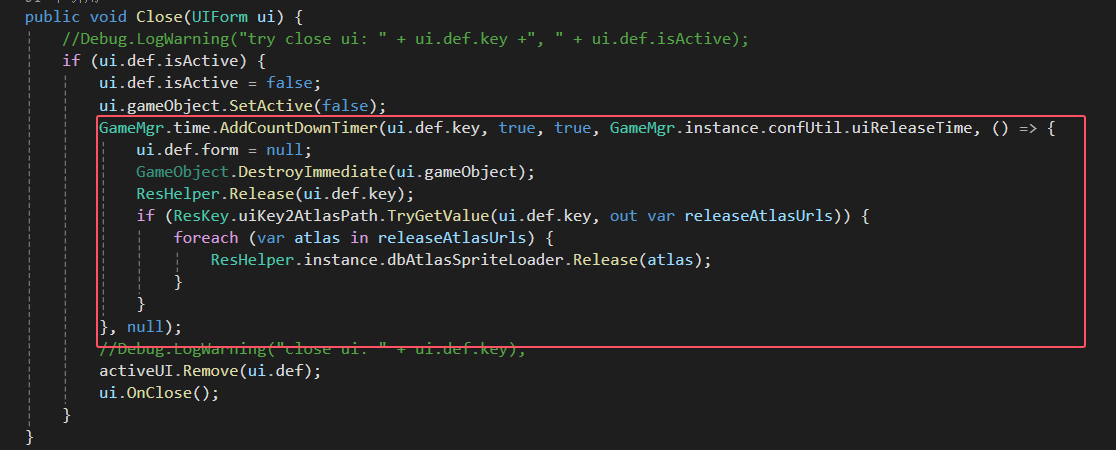 public void Close(UIForm ui) {
//Debug.LogWarning("try close ui: " + ui.def.key +", " + ui.def.isActive);
if (ui.def.isActive) {
ui.def.isActive = false;
ui.gameObject.SetActive(false);
GameMgr.time.AddCountDownTimer(ui.def.key, true, true, GameMgr.instance.confUtil.uiReleaseTime, () => {
ui.def.form = null;
GameObject.DestroyImmediate(ui.gameObject);
ResHelper.Release(ui.def.key);
if (ResKey.uiKey2AtlasPath.TryGetValue(ui.def.key, out var releaseAtlasUrls)) {
foreach (var atlas in releaseAtlasUrls) {
ResHelper.instance.dbAtlasSpriteLoader.Release(atlas);
}
}
}, null);
//Debug.LogWarning("close ui: " + ui.def.key);
activeUI.Remove(ui.def);
ui.OnClose();
}
}